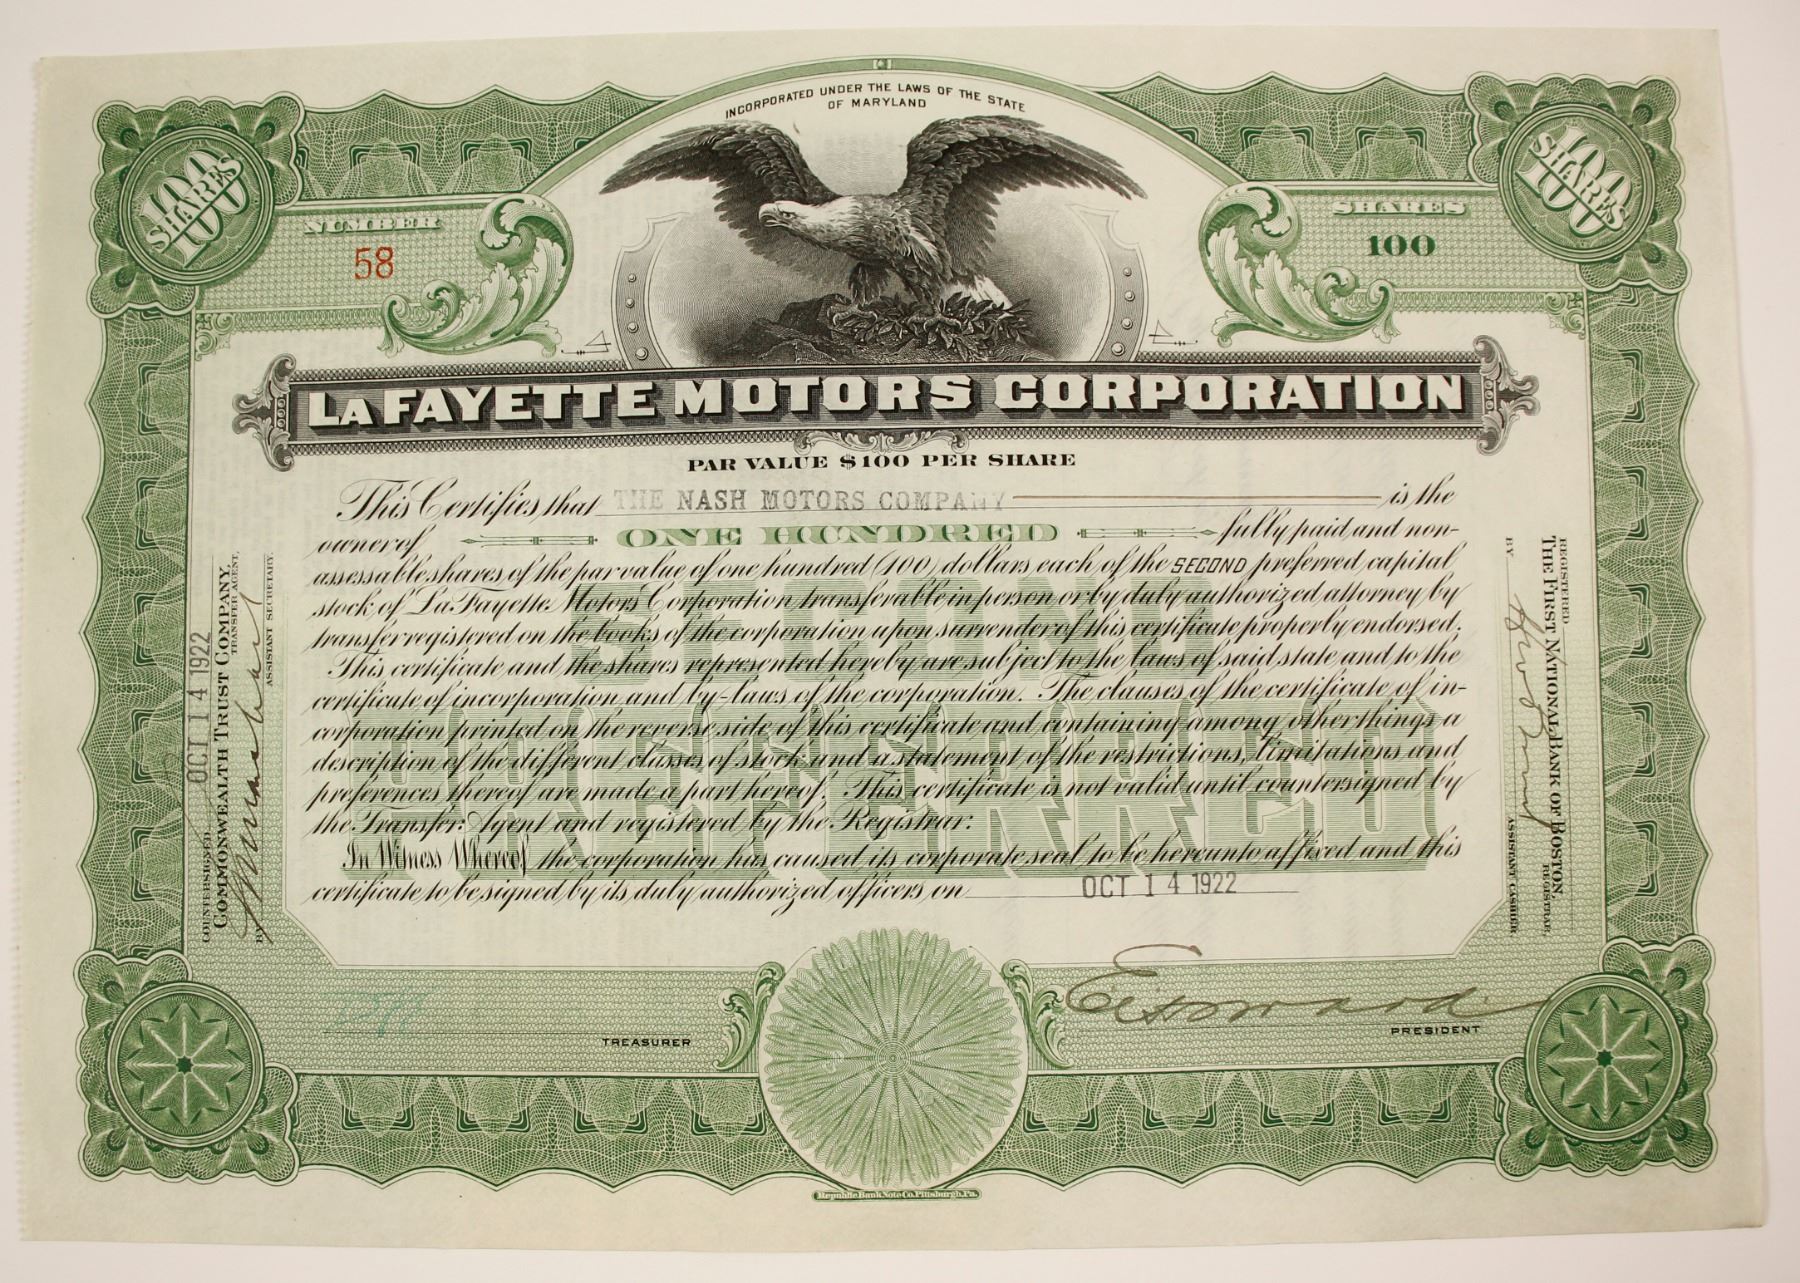 INCORPORATED UNDER THE LAWS OF THE STATE
OF MARYLAND
100 SHARES 100
100 SHARES 100
NUMBER
58
SHARES
100
LAFAYETTE MOTORS CORPORATION
PAR VALUE $100 PER SHARE
This Certifies that THE NASH MOTORS COMPANY is the
owner of ONE HUNDRED fully paid and non-
assessable shares of the par value of one hundred (100) dollars each of the SECOND preferred capital
stock of LaFayette Motors Corporation transferable in person or by duly authorized attorney by
transfer registered on the books of the corporation upon surrender of this certificate properly endorsed.
This certificate and the shares represented hereby are subject to the laws of said state and to the
certificate of incorporation and by-laws of the corporation. The clauses of the certificate of in-
corporation printed on the reverse side of this certificate and containing among other things a
description of the different classes of stock and a statement of the restrictions, limitations and
preferences thereof are made a part hereof. This certificate is not valid until countersigned by
the Transfer Agent and registered by the Registrar.
In Witness Whereof the corporation has caused its corporate seal to be hereunto affixed and this
certificate to be signed by its duly authorized officers on OCT 14 1922
SECOND
PREFERRED
COUNTERSIGNED
COMMONWEALTH TRUST COMPANY,
TRANSFER AGENT,
BY
ASSISTANT SECRETARY
OCT 14 1922
REGISTERED
THE FIRST NATIONAL BANK OF BOSTON,
REGISTRAR,
BY
ASSISTANT CASHIER
TREASURER
PRESIDENT
Republic Bank Note Co. Pittsburgh, Pa.